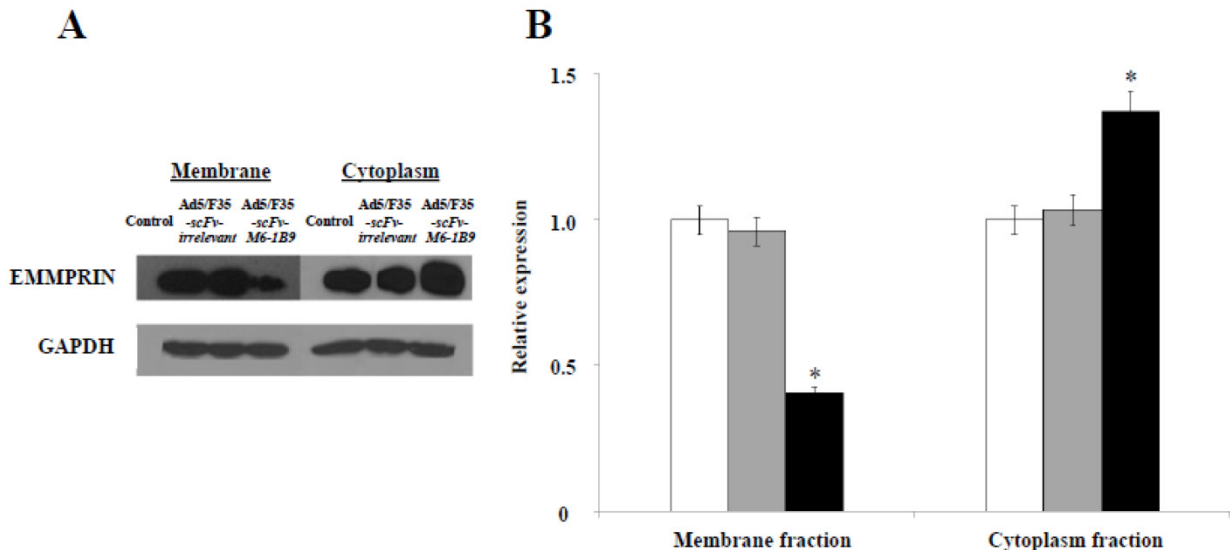 A
Membrane
Cytoplasm
Control
Ad5/F35
-scFv-
irrelevant
Ad5/F35
-scFv-
M6-1B9
Control
Ad5/F35
-scFv-
irrelevant
Ad5/F35
-scFv-
M6-1B9
EMMPRIN
GAPDH
B
Relative expression
1.5
1.0
0.5
0
*
*
Membrane fraction
Cytoplasm fraction